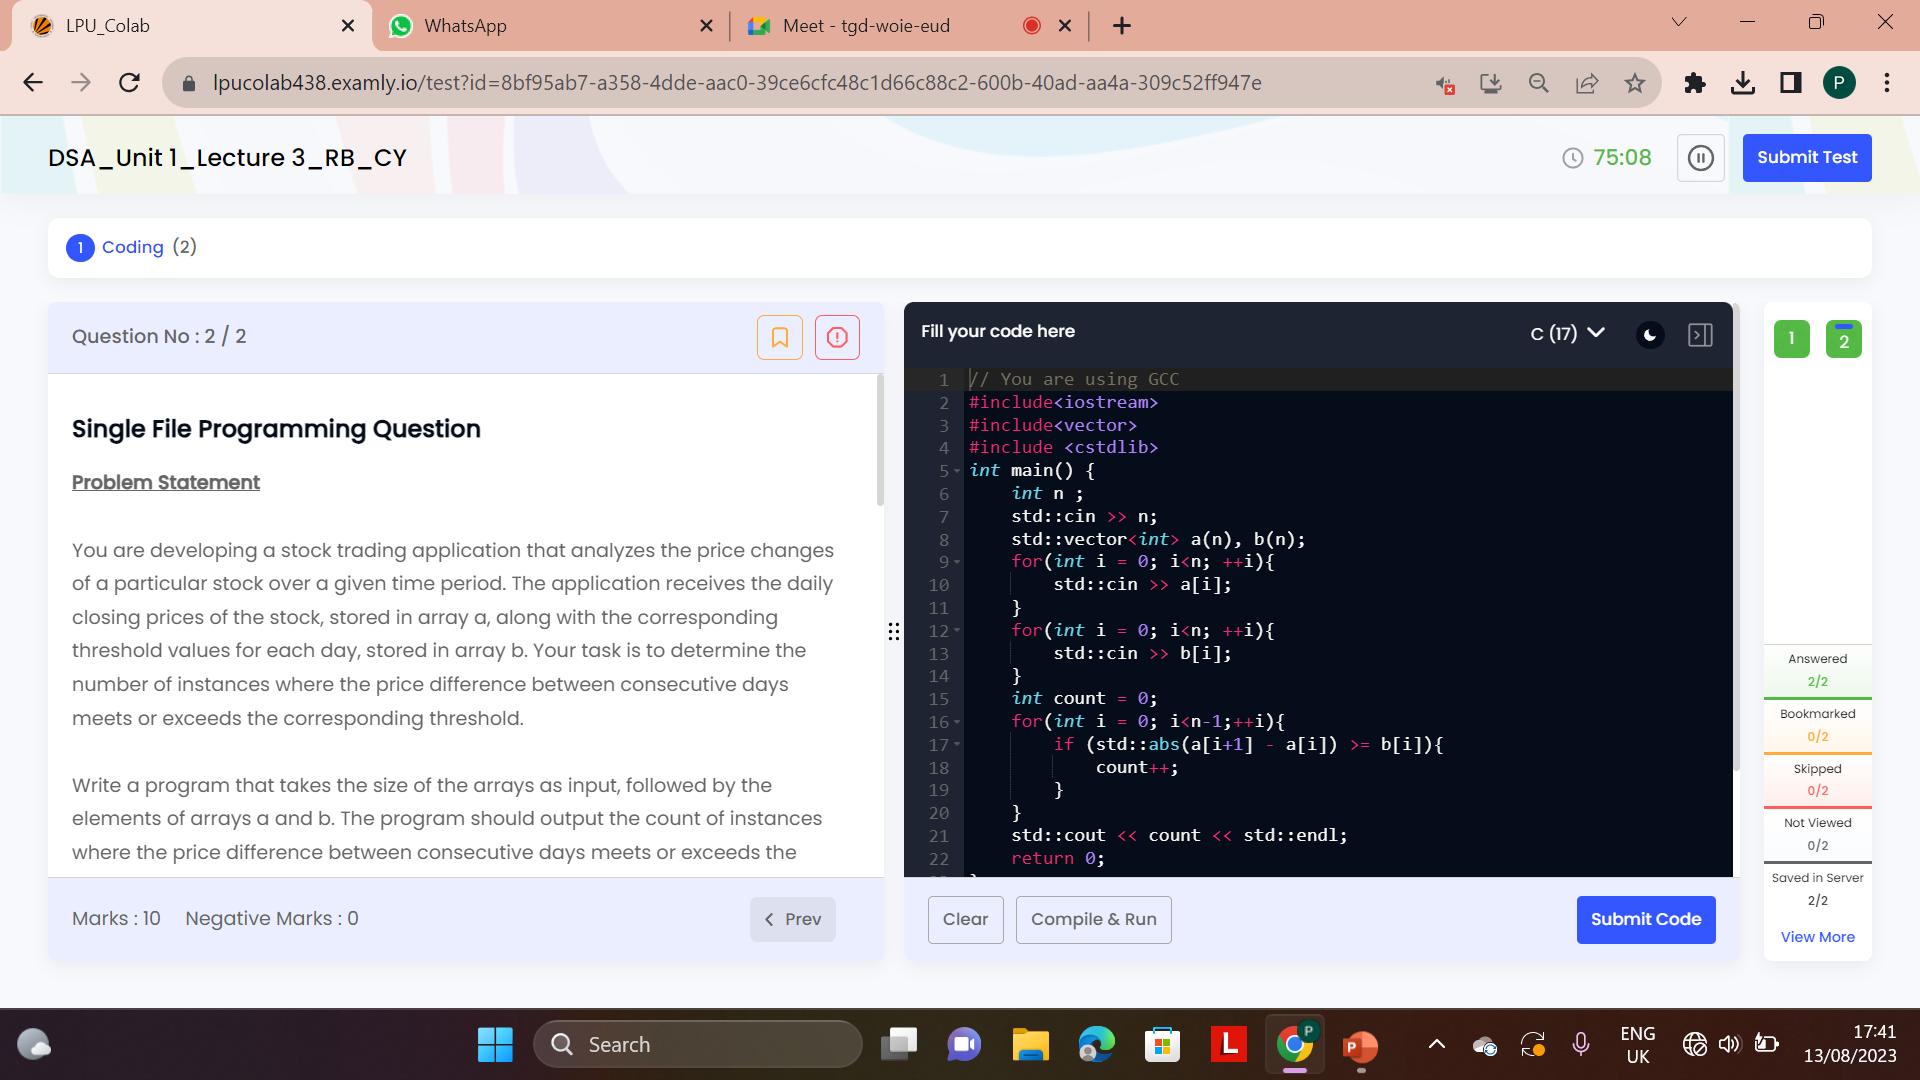 LPU_Colab
WhatsApp
Meet - tgd-woie-eud
lpucolab438.examly.io/test?id=8bf95ab7-a358-4dde-aac0-39ce6cfc48c1d66c88c2-600b-40ad-aa4a-309c52ff947e
P
DSA_Unit 1_Lecture 3_RB_CY
75:08
Submit Test
1 Coding (2)
Question No : 2 / 2
Single File Programming Question
Problem Statement
You are developing a stock trading application that analyzes the price changes
of a particular stock over a given time period. The application receives the daily
closing prices of the stock, stored in array a, along with the corresponding
threshold values for each day, stored in array b. Your task is to determine the
number of instances where the price difference between consecutive days
meets or exceeds the corresponding threshold.
Write a program that takes the size of the arrays as input, followed by the
elements of arrays a and b. The program should output the count of instances
where the price difference between consecutive days meets or exceeds the
Marks : 10 Negative Marks : 0
Prev
Fill your code here
C (17)
1 // You are using GCC
2 #include<iostream>
3 #include<vector>
4 #include <cstdlib>
5 int main() {
6 int n ;
7 std::cin >> n;
8 std::vector<int> a(n), b(n);
9 for(int i = 0; i<n; ++i){
10 std::cin >> a[i];
11 }
12 for(int i = 0; i<n; ++i){
13 std::cin >> b[i];
14 }
15 int count = 0;
16 for(int i = 0; i<n-1;++i){
17 if (std::abs(a[i+1] - a[i]) >= b[i]){
18 count++;
19 }
20 }
21 std::cout << count << std::endl;
22 return 0;
Clear
Compile & Run
Submit Code
1
2
Answered
2/2
Bookmarked
0/2
Skipped
0/2
Not Viewed
0/2
Saved in Server
2/2
View More
Search
L
P
P
ENG
UK
17:41
13/08/2023